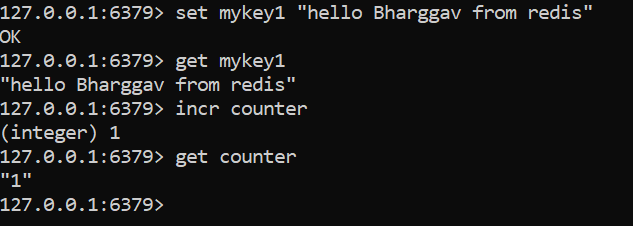 127.0.0.1:6379> set mykey1 "hello Bharggav from redis"
OK
127.0.0.1:6379> get mykey1
"hello Bharggav from redis"
127.0.0.1:6379> incr counter
(integer) 1
127.0.0.1:6379> get counter
"1"
127.0.0.1:6379>